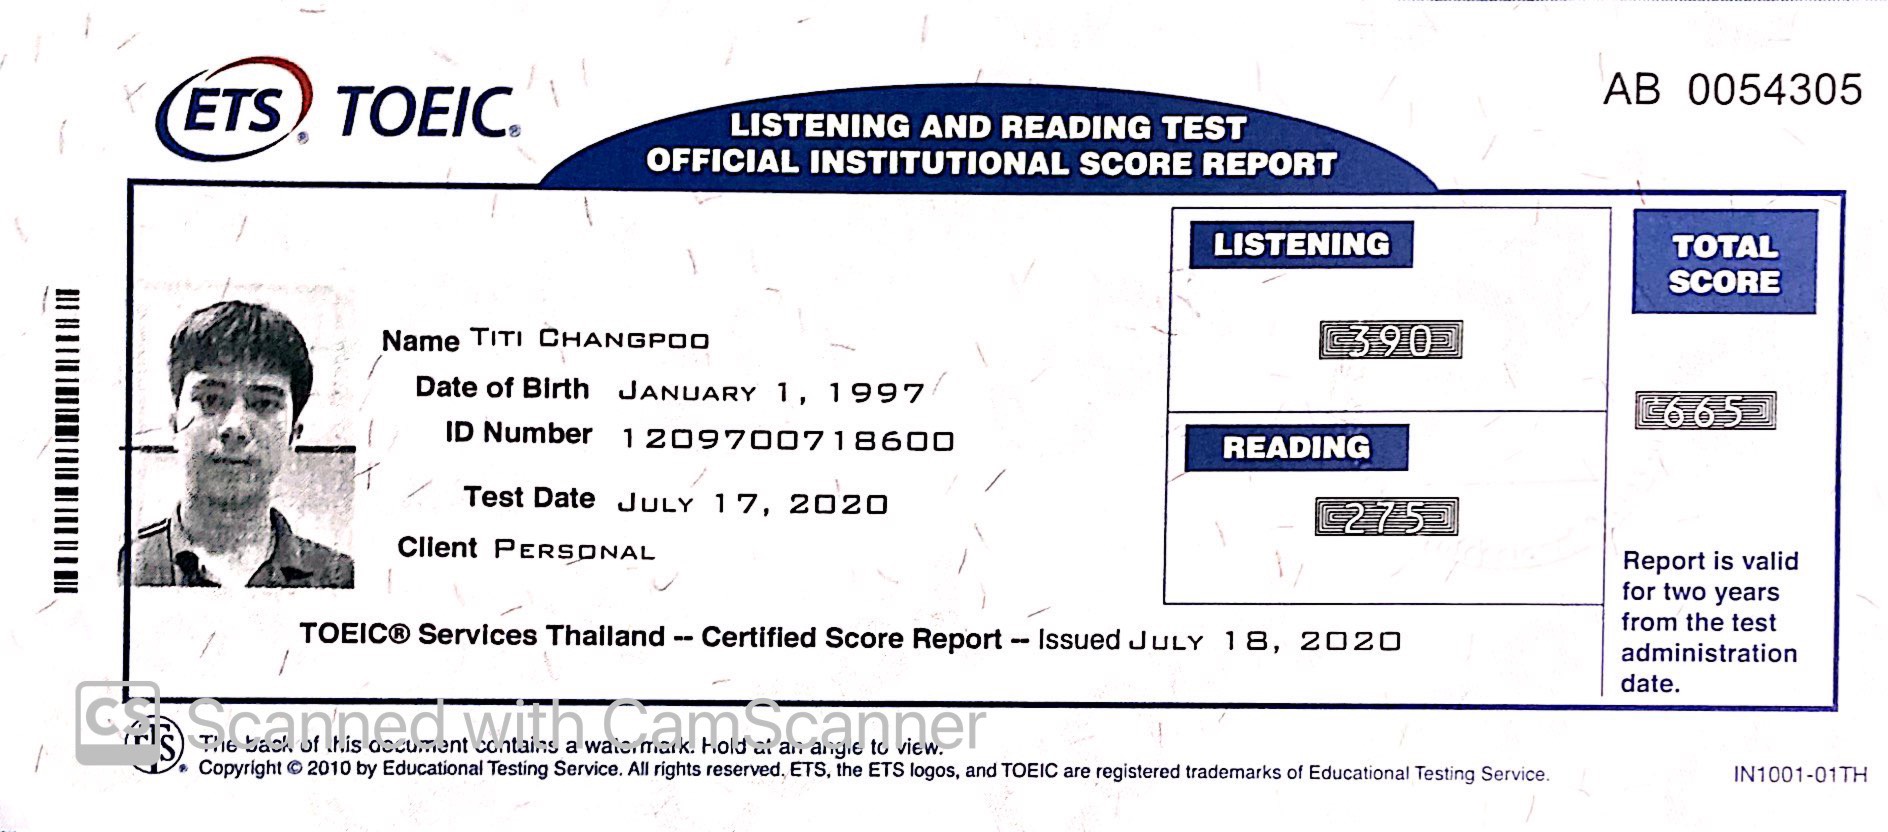 ETS® TOEIC®
AB 0054305
LISTENING AND READING TEST
OFFICIAL INSTITUTIONAL SCORE REPORT
Name TITI CHANGPOO
Date of Birth JANUARY 1, 1997
ID Number 1209700718600
Test Date JULY 17, 2020
Client PERSONAL
LISTENING
390
READING
275
TOTAL
SCORE
665
Report is valid
for two years
from the test
administration
date.
TOEIC® Services Thailand -- Certified Score Report -- Issued JULY 18, 2020
CS Scanned with CamScanner
ETS
The back of this document contains a watermark. Hold at an angle to view.
Copyright © 2010 by Educational Testing Service. All rights reserved. ETS, the ETS logos, and TOEIC are registered trademarks of Educational Testing Service.
IN1001-01TH